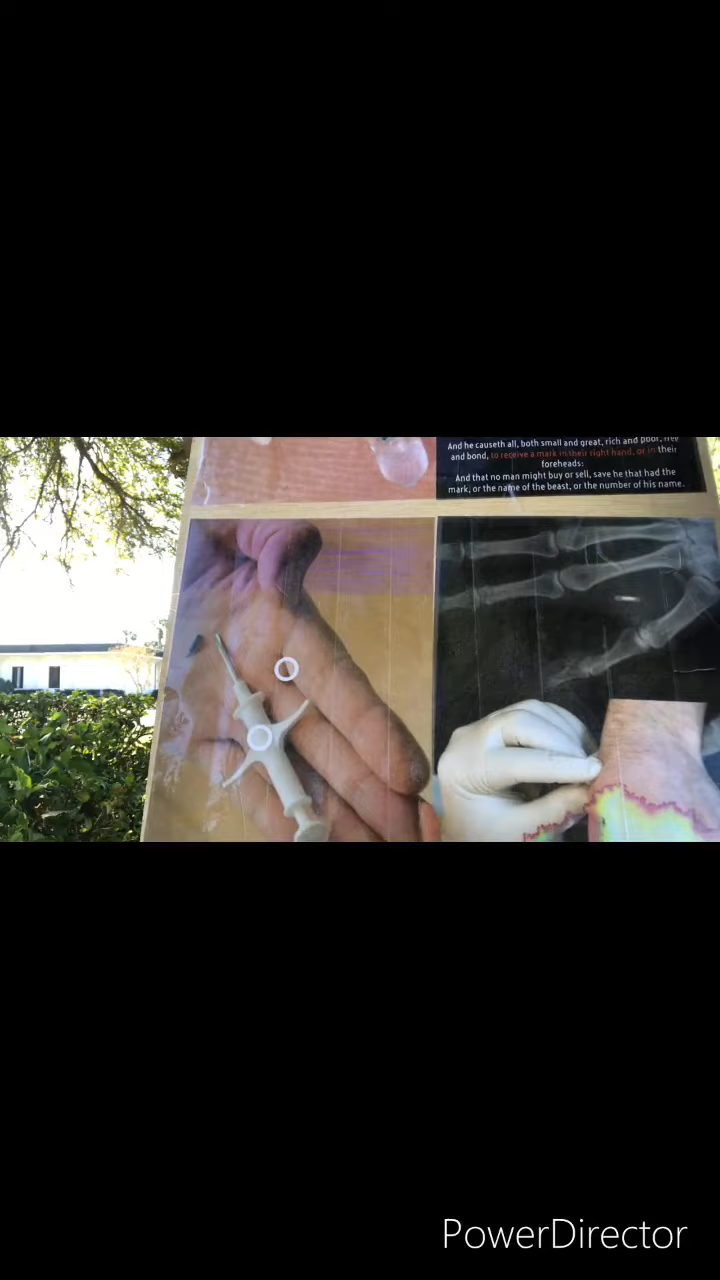 And he causeth all, both small and great, rich and poor, free
and bond, to receive a mark in their right hand, or in their
foreheads:
And that no man might buy or sell, save he that had the
mark, or the name of the beast, or the number of his name.
PowerDirector